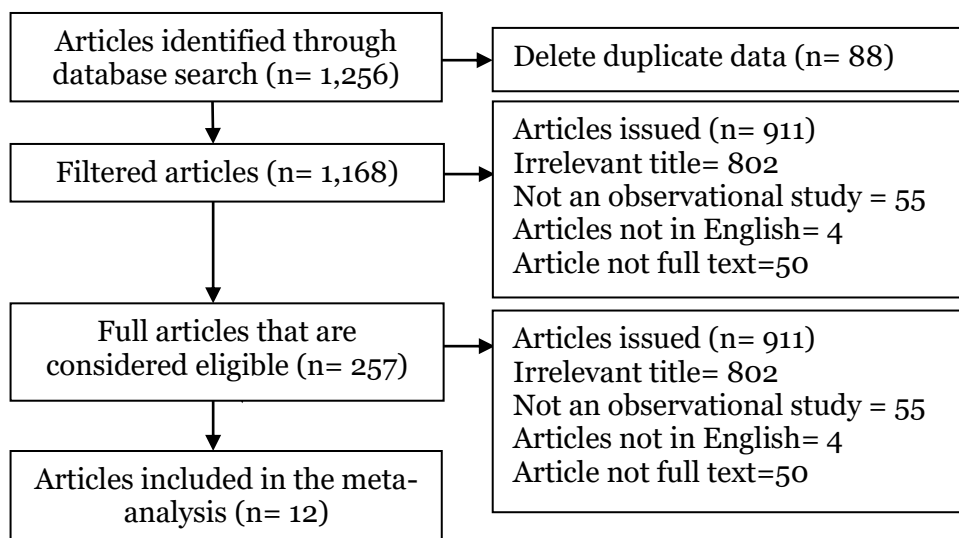 Articles identified through
database search (n= 1,256)
Delete duplicate data (n= 88)
Filtered articles (n= 1,168)
Articles issued (n= 911)
Irrelevant title= 802
Not an observational study = 55
Articles not in English= 4
Article not full text=50
Full articles that are
considered eligible (n= 257)
Articles issued (n= 911)
Irrelevant title= 802
Not an observational study = 55
Articles not in English= 4
Article not full text=50
Articles included in the meta-
analysis (n= 12)